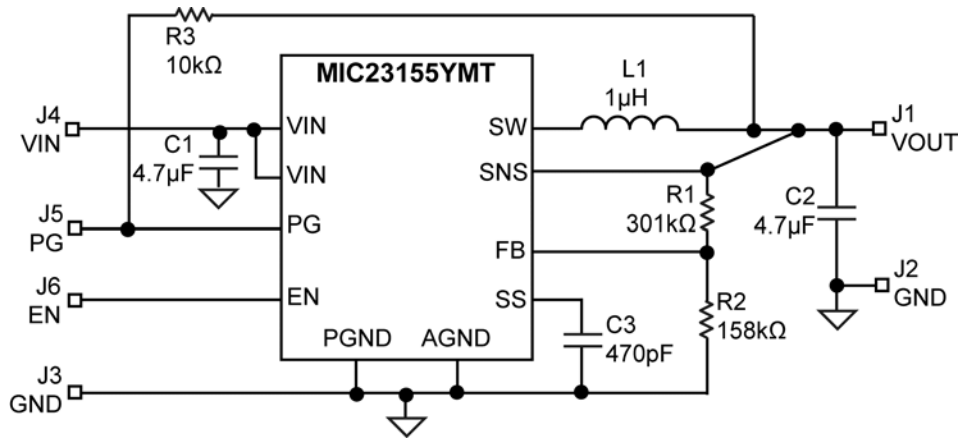 R3
10kΩ
MIC23155YMT
L1
1µH
J4
VIN
C1
4.7µF
VIN
VIN
SW
SNS
J1
VOUT
R1
301kΩ
C2
4.7µF
J5
PG
PG
FB
J6
EN
EN
SS
J2
GND
R2
158kΩ
C3
470pF
PGND
AGND
J3
GND